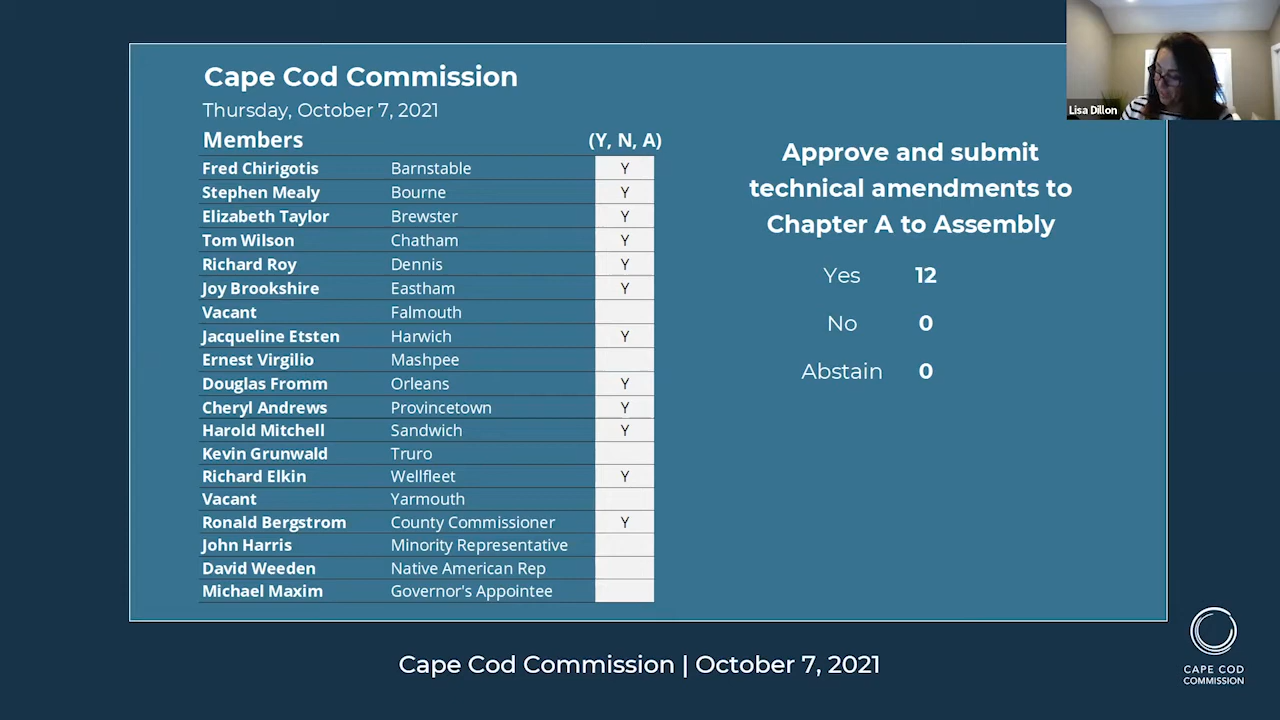 Cape Cod Commission
Thursday, October 7, 2021
Members (Y, N, A)
Fred Chirigotis Barnstable Y
Stephen Mealy Bourne Y
Elizabeth Taylor Brewster Y
Tom Wilson Chatham Y
Richard Roy Dennis Y
Joy Brookshire Eastham Y
Vacant Falmouth
Jacqueline Etsten Harwich Y
Ernest Virgilio Mashpee
Douglas Fromm Orleans Y
Cheryl Andrews Provincetown Y
Harold Mitchell Sandwich Y
Kevin Grunwald Truro
Richard Elkin Wellfleet Y
Vacant Yarmouth
Ronald Bergstrom County Commissioner Y
John Harris Minority Representative
David Weeden Native American Rep
Michael Maxim Governor's Appointee
Approve and submit
technical amendments to
Chapter A to Assembly
Yes 12
No 0
Abstain 0
Lisa Dillon
Cape Cod Commission | October 7, 2021
CAPE COD
COMMISSION